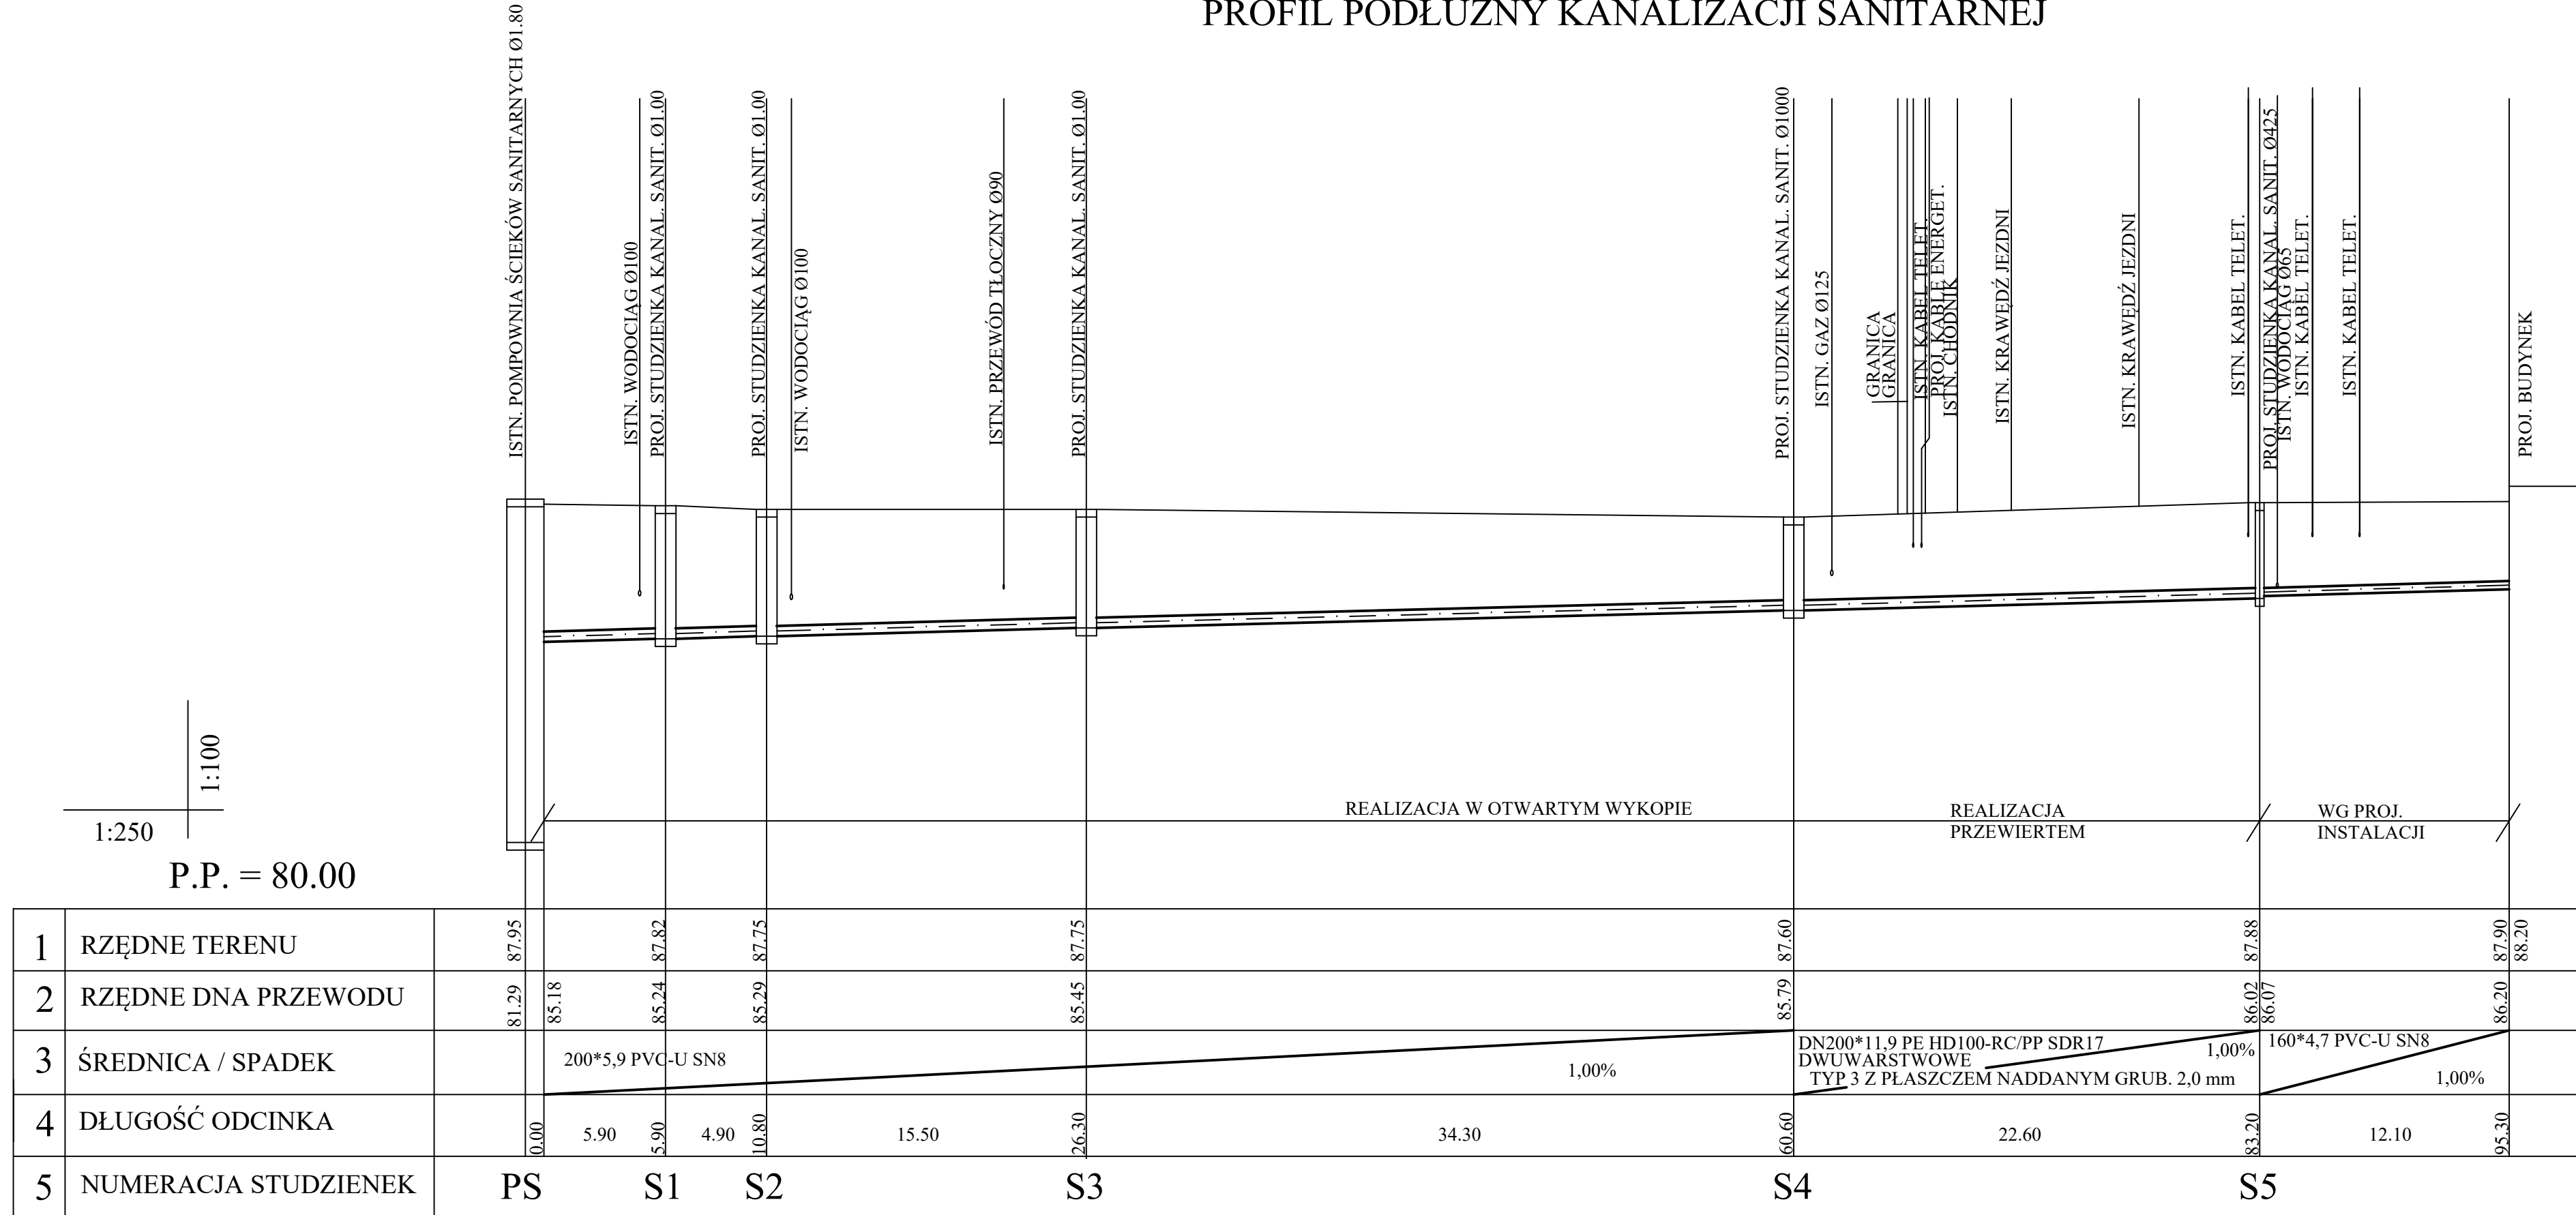 PROFIL PODŁUŻNY KANALIZACJI SANITARNEJ
ISTN. POMPOWNIA ŚCIEKÓW SANITARNYCH Ø1.80
ISTN. WODOCIĄG Ø100
PROJ. STUDZIENKA KANAL. SANIT. Ø1.00
PROJ. STUDZIENKA KANAL. SANIT. Ø1.00
ISTN. WODOCIĄG Ø100
ISTN. PRZEWÓD TŁOCZNY Ø90
PROJ. STUDZIENKA KANAL. SANIT. Ø1.00
PROJ. STUDZIENKA KANAL. SANIT. Ø1000
ISTN. GAZ Ø125
GRANICA
GRANICA
ISTN. KABEL TELET.
PROJ. KABLE ENERGET.
ISTN. CHODNIK
ISTN. KRAWĘDŹ JEZDNI
ISTN. KRAWĘDŹ JEZDNI
ISTN. KABEL TELET.
PROJ. STUDZIENKA KANAL. SANIT. Ø425
ISTN. WODOCIĄG Ø65
ISTN. KABEL TELET.
ISTN. KABEL TELET.
PROJ. BUDYNEK
1:100
1:250
P.P. = 80.00
REALIZACJA W OTWARTYM WYKOPIE
REALIZACJA
PRZEWIERTEM
WG PROJ.
INSTALACJI
1 RZĘDNE TERENU 87.95 87.82 87.75 87.75 87.60 87.88 87.90 88.20
2 RZĘDNE DNA PRZEWODU 81.29 85.18 85.24 85.29 85.45 85.79 86.02 86.07 86.20
3 ŚREDNICA / SPADEK 200*5,9 PVC-U SN8 1,00%
DN200*11,9 PE HD100-RC/PP SDR17
DWUWARSTWOWE
TYP 3 Z PŁASZCZEM NADDANYM GRUB. 2,0 mm
1,00%
160*4,7 PVC-U SN8
1,00%
4 DŁUGOŚĆ ODCINKA 0.00 5.90 5.90 4.90 10.80 15.50 26.30 34.30 60.60 22.60 83.20 12.10 95.30
5 NUMERACJA STUDZIENEK PS S1 S2 S3 S4 S5